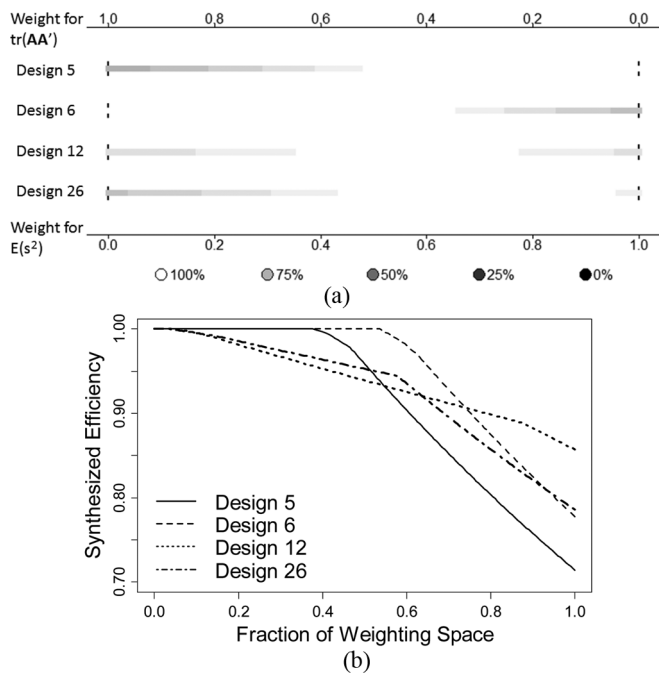 Weight for tr(AA') 1,0 0,8 0,6 0,4 0,2 0,0
Design 5
Design 6
Design 12
Design 26
Weight for E(s²) 0.0 0.2 0.4 0,6 0.8 1.0
100% 75% 50% 25% 0%
(a)
Synthesized Efficiency
1.00
0.90
0.80
0.70
Design 5
Design 6
Design 12
Design 26
0.0 0.2 0.4 0.6 0.8 1.0
Fraction of Weighting Space
(b)